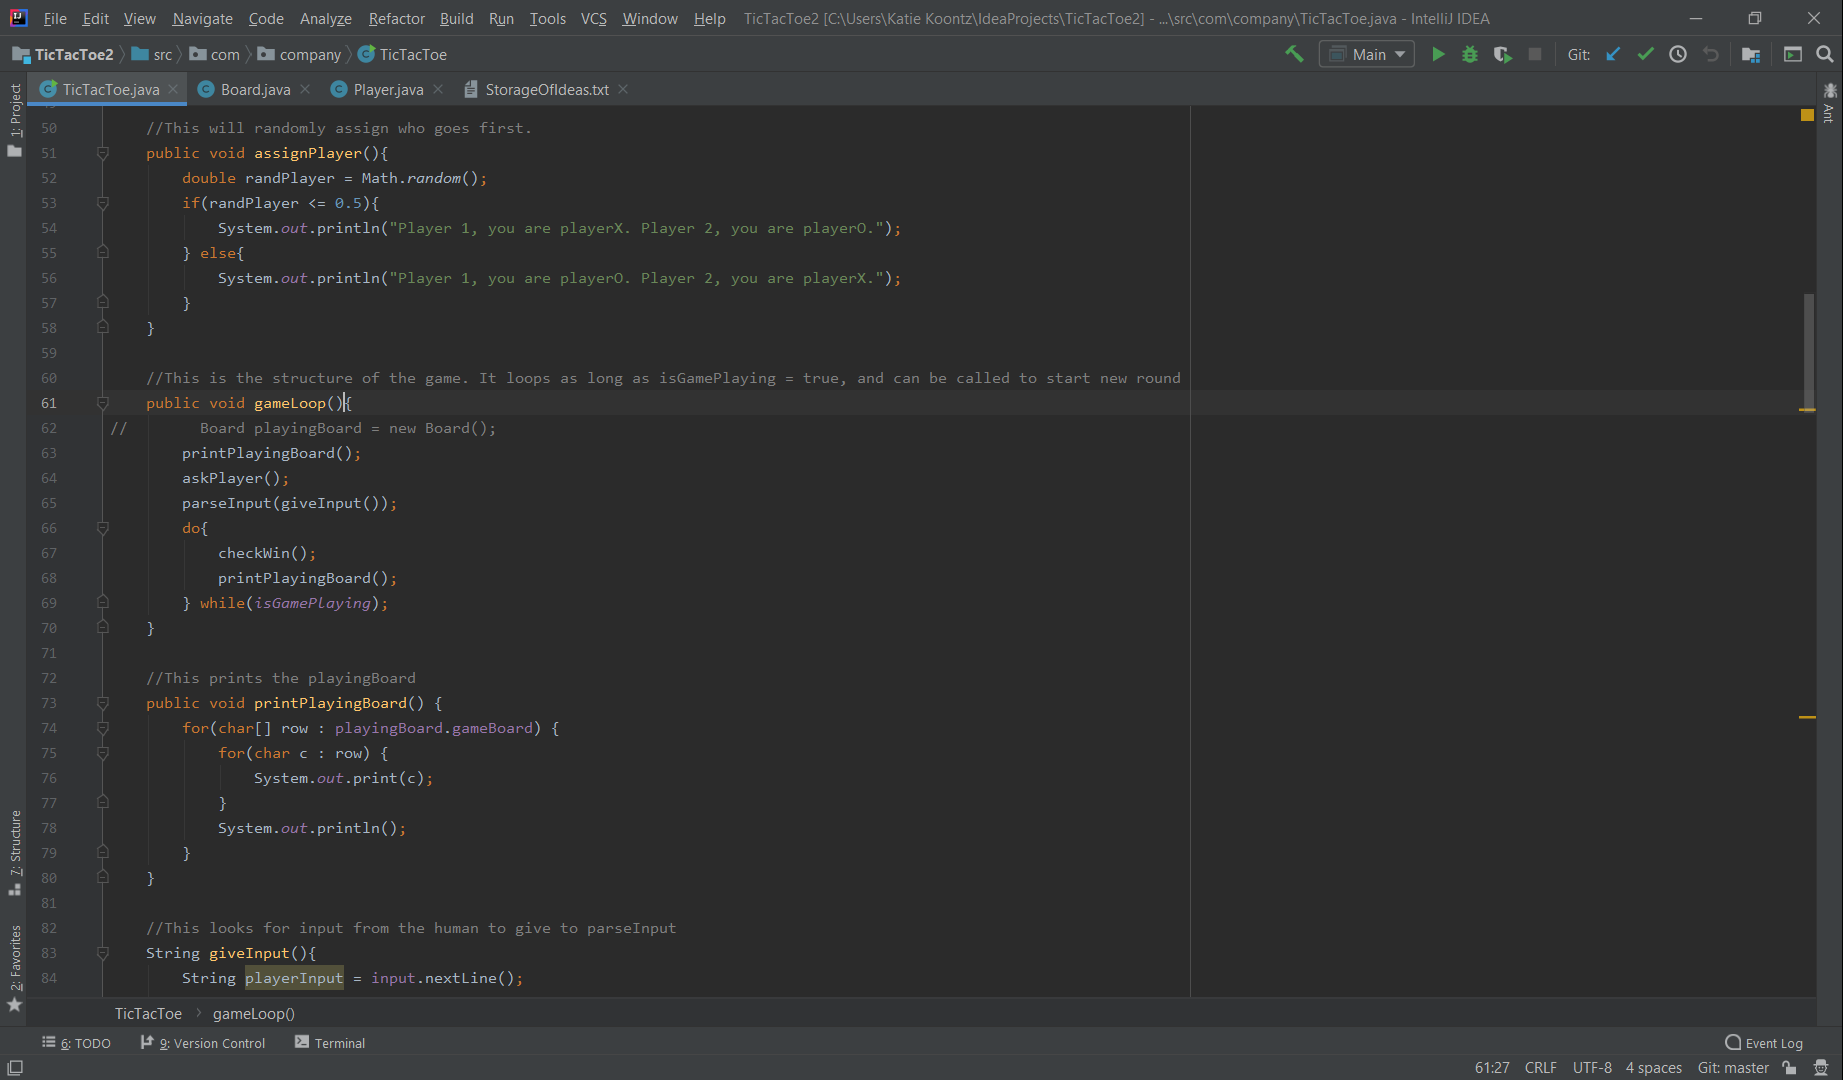 File Edit View Navigate Code Analyze Refactor Build Run Tools VCS Window Help TicTacToe2 [C:\Users\Katie Koontz\IdeaProjects\TicTacToe2] - ...\src\com\company\TicTacToe.java - IntelliJ IDEA
TicTacToe2 src com company TicTacToe Main Git:
TicTacToe.java Board.java Player.java StorageOfIdeas.txt
1: Project
Ant
50 //This will randomly assign who goes first.
51 public void assignPlayer(){
52 double randPlayer = Math.random();
53 if(randPlayer <= 0.5){
54 System.out.println("Player 1, you are playerX. Player 2, you are playerO.");
55 } else{
56 System.out.println("Player 1, you are playerO. Player 2, you are playerX.");
57 }
58 }
59
60 //This is the structure of the game. It loops as long as isGamePlaying = true, and can be called to start new round
61 public void gameLoop(){
62 // Board playingBoard = new Board();
63 printPlayingBoard();
64 askPlayer();
65 parseInput(giveInput());
66 do{
67 checkWin();
68 printPlayingBoard();
69 } while(isGamePlaying);
70 }
71
72 //This prints the playingBoard
73 public void printPlayingBoard() {
74 for(char[] row : playingBoard.gameBoard) {
75 for(char c : row) {
76 System.out.print(c);
77 }
78 System.out.println();
79 }
80 }
81
82 //This looks for input from the human to give to parseInput
83 String giveInput(){
84 String playerInput = input.nextLine();
7: Structure
2: Favorites
TicTacToe gameLoop()
6: TODO 9: Version Control Terminal Event Log
61:27 CRLF UTF-8 4 spaces Git: master